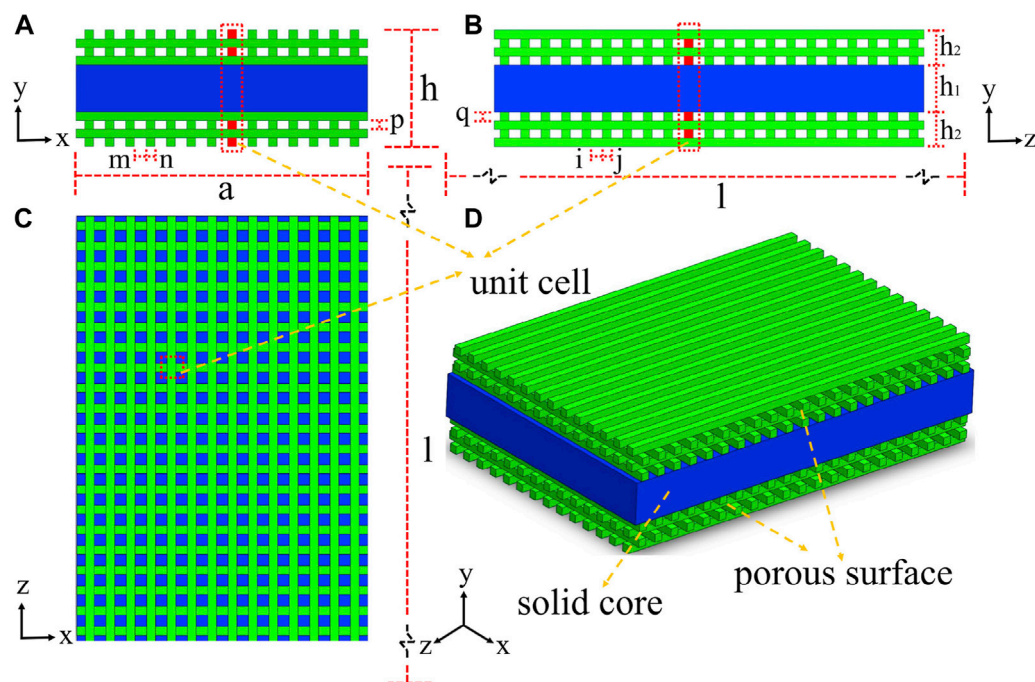 A
B
h
p
y
x
m
n
a
q
h₂
h₁
h₂
y
z
i
j
l
C
D
unit cell
l
z
x
solid core
porous surface
y
z
x